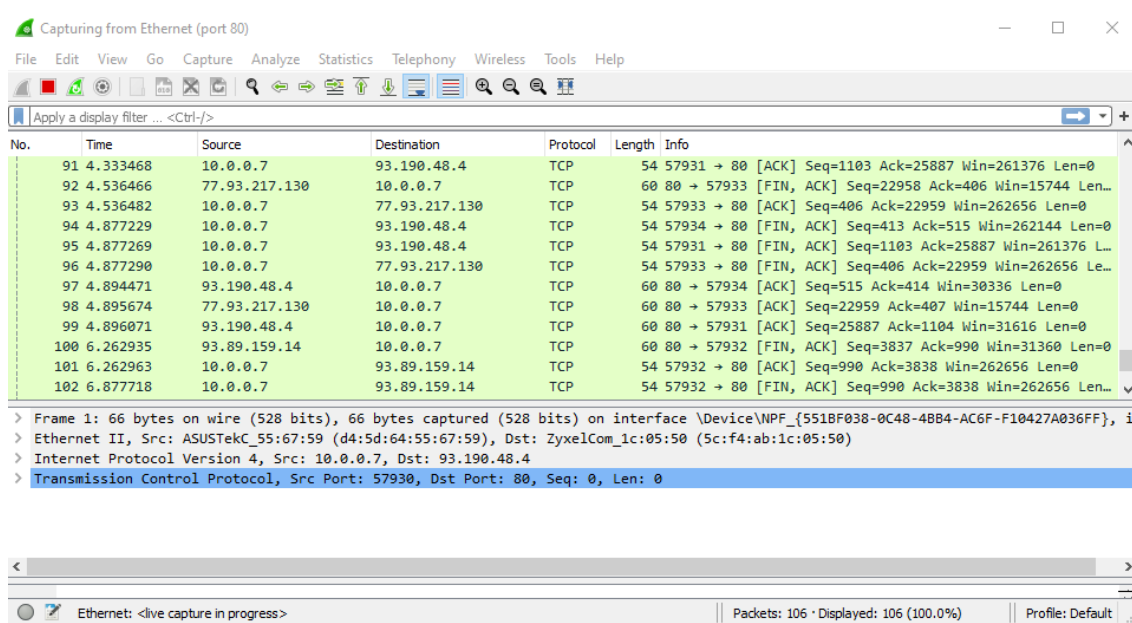 Capturing from Ethernet (port 80)
File Edit View Go Capture Analyze Statistics Telephony Wireless Tools Help
Apply a display filter ... <Ctrl-/>
No. Time Source Destination Protocol Length Info
91 4.333468 10.0.0.7 93.190.48.4 TCP 54 57931 → 80 [ACK] Seq=1103 Ack=25887 Win=261376 Len=0
92 4.536466 77.93.217.130 10.0.0.7 TCP 60 80 → 57933 [FIN, ACK] Seq=22958 Ack=406 Win=15744 Len…
93 4.536482 10.0.0.7 77.93.217.130 TCP 54 57933 → 80 [ACK] Seq=406 Ack=22959 Win=262656 Len=0
94 4.877229 10.0.0.7 93.190.48.4 TCP 54 57934 → 80 [FIN, ACK] Seq=413 Ack=515 Win=262144 Len=0
95 4.877269 10.0.0.7 93.190.48.4 TCP 54 57931 → 80 [FIN, ACK] Seq=1103 Ack=25887 Win=261376 L…
96 4.877290 10.0.0.7 77.93.217.130 TCP 54 57933 → 80 [FIN, ACK] Seq=406 Ack=22959 Win=262656 Le…
97 4.894471 93.190.48.4 10.0.0.7 TCP 60 80 → 57934 [ACK] Seq=515 Ack=414 Win=30336 Len=0
98 4.895674 77.93.217.130 10.0.0.7 TCP 60 80 → 57933 [ACK] Seq=22959 Ack=407 Win=15744 Len=0
99 4.896071 93.190.48.4 10.0.0.7 TCP 60 80 → 57931 [ACK] Seq=25887 Ack=1104 Win=31616 Len=0
100 6.262935 93.89.159.14 10.0.0.7 TCP 60 80 → 57932 [FIN, ACK] Seq=3837 Ack=990 Win=31360 Len=0
101 6.262963 10.0.0.7 93.89.159.14 TCP 54 57932 → 80 [ACK] Seq=990 Ack=3838 Win=262656 Len=0
102 6.877718 10.0.0.7 93.89.159.14 TCP 54 57932 → 80 [FIN, ACK] Seq=990 Ack=3838 Win=262656 Len…
> Frame 1: 66 bytes on wire (528 bits), 66 bytes captured (528 bits) on interface \Device\NPF_{551BF038-0C48-4BB4-AC6F-F10427A036FF}, i
> Ethernet II, Src: ASUSTekC_55:67:59 (d4:5d:64:55:67:59), Dst: ZyxelCom_1c:05:50 (5c:f4:ab:1c:05:50)
> Internet Protocol Version 4, Src: 10.0.0.7, Dst: 93.190.48.4
> Transmission Control Protocol, Src Port: 57930, Dst Port: 80, Seq: 0, Len: 0
Ethernet: <live capture in progress> Packets: 106 · Displayed: 106 (100.0%) Profile: Default